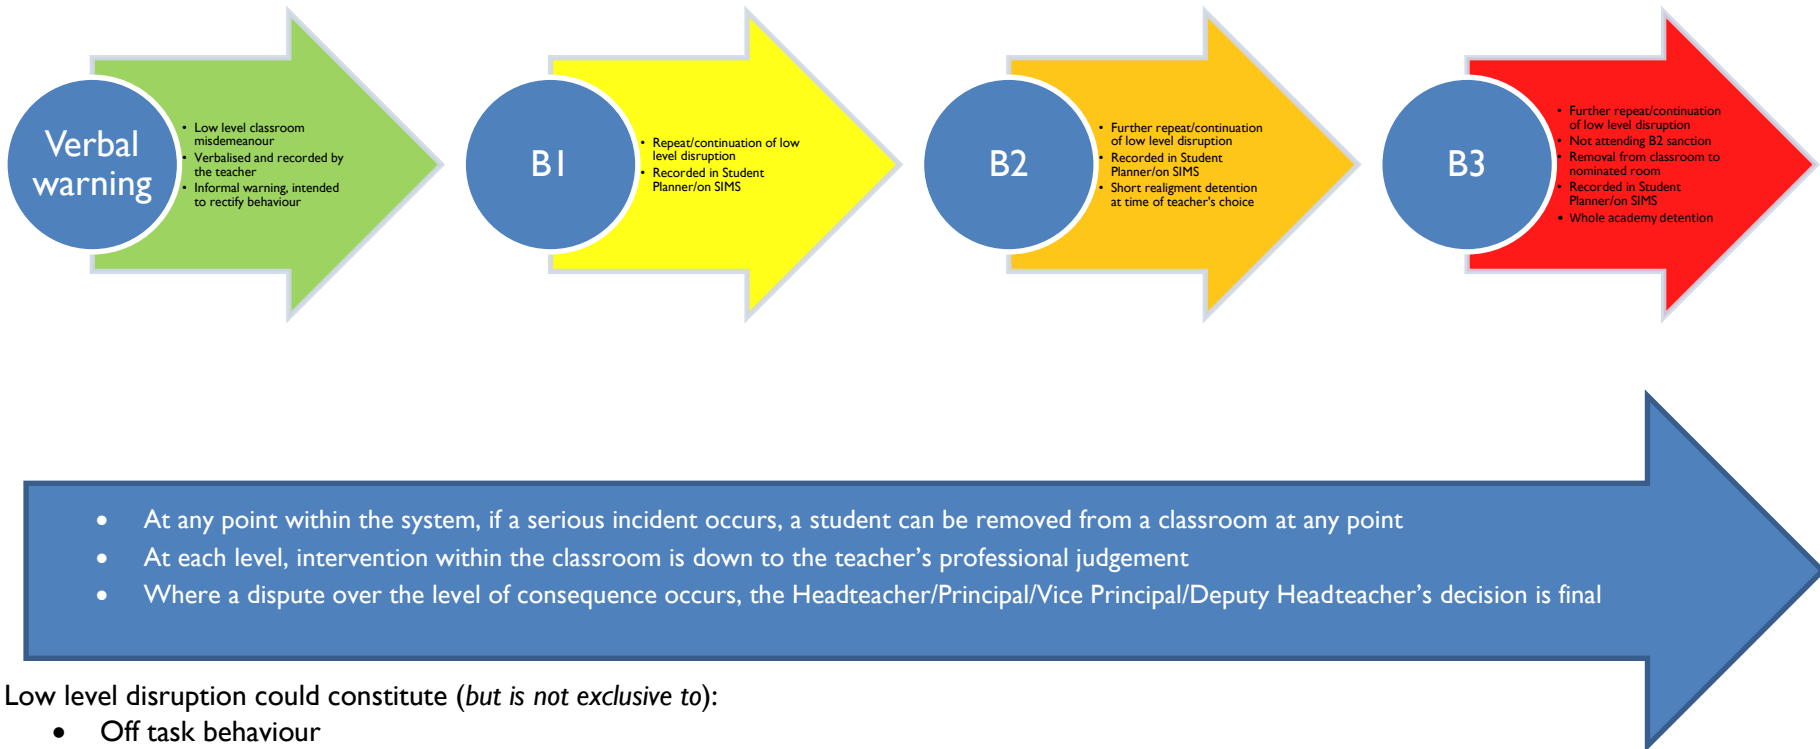 Verbal
warning
• Low level classroom
misdemeanour
• Verbalised and recorded by
the teacher
• Informal warning, intended
to rectify behaviour
B1
• Repeat/continuation of low
level disruption
• Recorded in Student
Planner/on SIMS
B2
• Further repeat/continuation
of low level disruption
• Recorded in Student
Planner/on SIMS
• Short realigment detention
at time of teacher's choice
B3
• Further repeat/continuation
of low level disruption
• Not attending B2 sanction
• Removal from classroom to
nominated room
• Recorded in Student
Planner/on SIMS
• Whole academy detention
• At any point within the system, if a serious incident occurs, a student can be removed from a classroom at any point
• At each level, intervention within the classroom is down to the teacher’s professional judgement
• Where a dispute over the level of consequence occurs, the Headteacher/Principal/Vice Principal/Deputy Headteacher’s decision is final
Low level disruption could constitute (but is not exclusive to):
• Off task behaviour